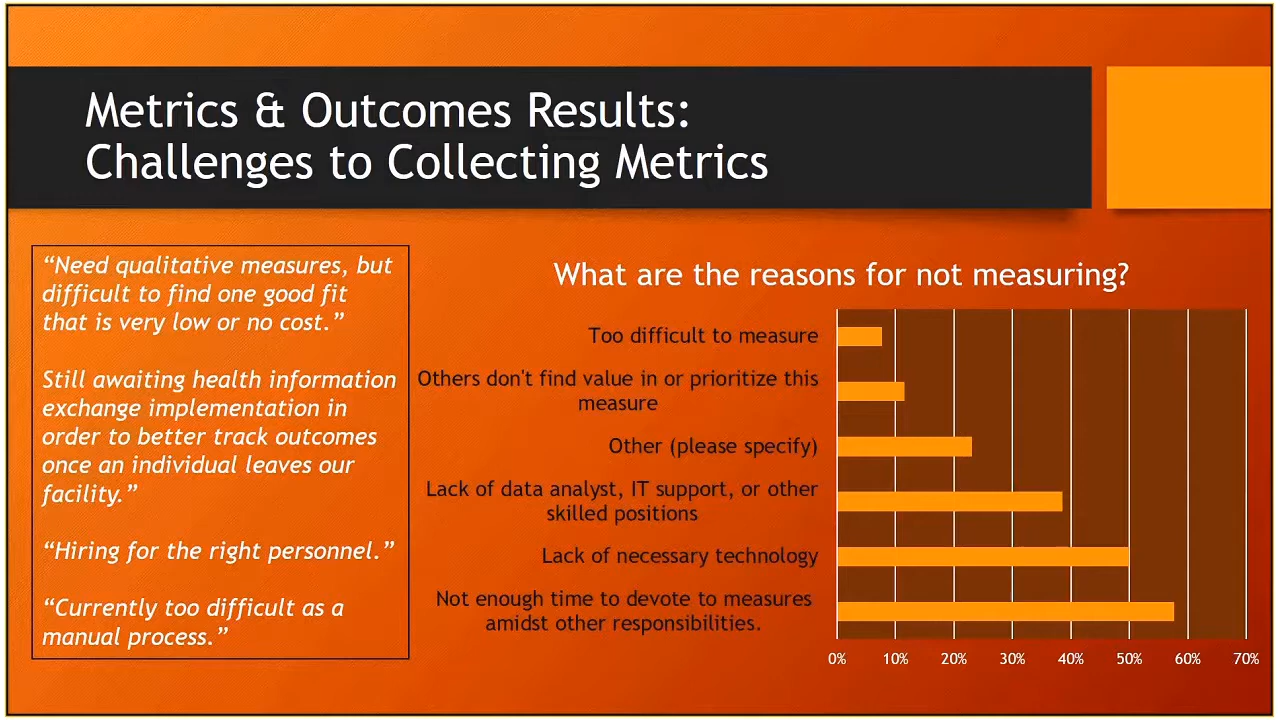 Metrics & Outcomes Results:
Challenges to Collecting Metrics
“Need qualitative measures, but
difficult to find one good fit
that is very low or no cost.”
Still awaiting health information
exchange implementation in
order to better track outcomes
once an individual leaves our
facility.”
“Hiring for the right personnel.”
“Currently too difficult as a
manual process.”
What are the reasons for not measuring?
Too difficult to measure
Others don't find value in or prioritize this
measure
Other (please specify)
Lack of data analyst, IT support, or other
skilled positions
Lack of necessary technology
Not enough time to devote to measures
amidst other responsibilities.
0% 10% 20% 30% 40% 50% 60% 70%